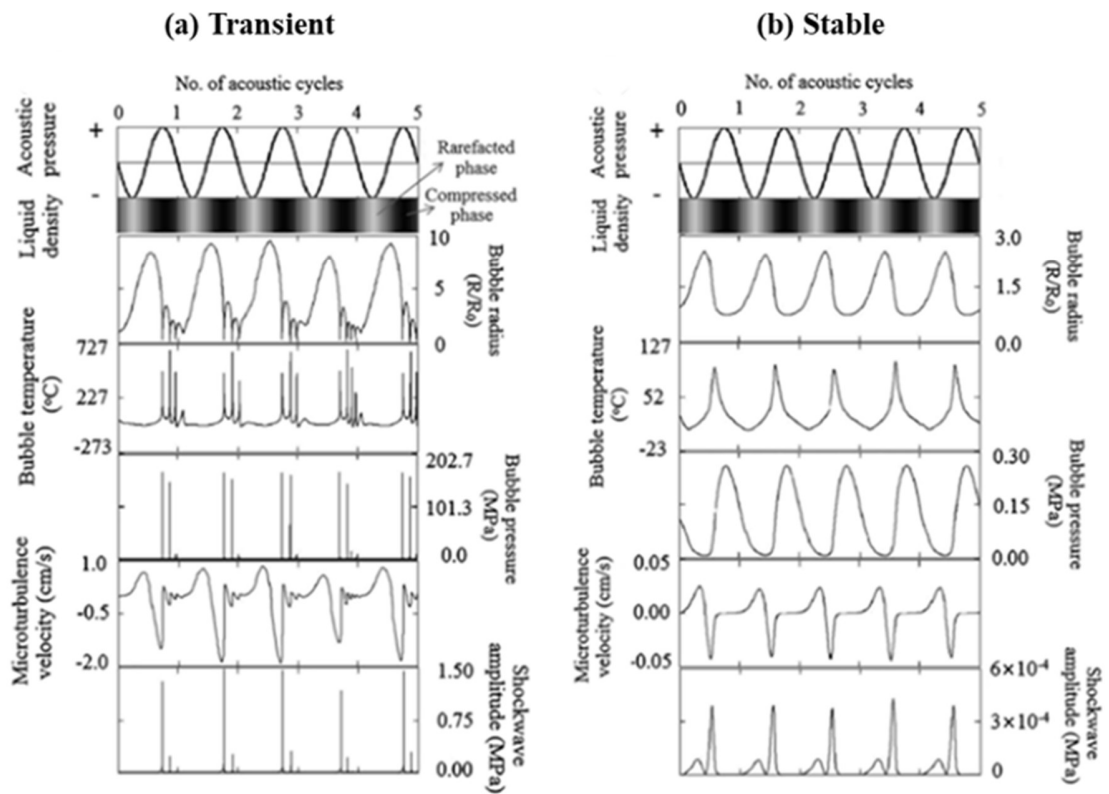 (a) Transient
No. of acoustic cycles
0 1 2 3 4 5
Acoustic
pressure
+
-
Rarefacted
phase
Compressed
phase
Liquid
density
10
5
0
Bubble radius
(R/R₀)
Bubble temperature
(°C)
727
227
-273
202.7
101.3
0.0
Bubble pressure
(MPa)
Microturbulence
velocity (cm/s)
1.0
-0.5
-2.0
1.50
0.75
0.00
Shockwave
amplitude (MPa)
(b) Stable
No. of acoustic cycles
0 1 2 3 4 5
Acoustic
pressure
+
-
Liquid
density
3.0
1.5
0.0
Bubble radius
(R/R₀)
Bubble temperature
(°C)
127
52
-23
0.30
0.15
0.00
Bubble pressure
(MPa)
Microturbulence
velocity (cm/s)
0.05
0.00
-0.05
6×10⁻⁴
3×10⁻⁴
0
Shockwave
amplitude (MPa)